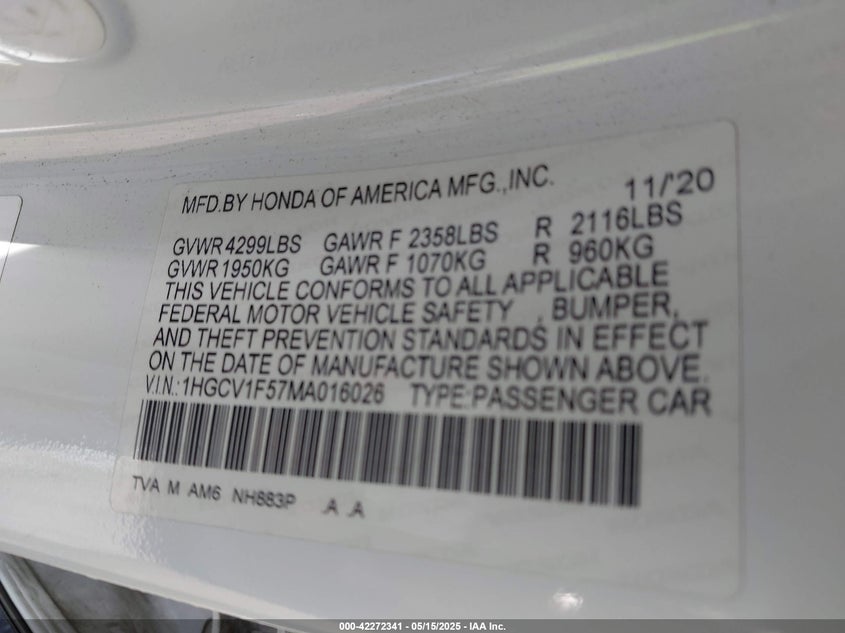 MFD.BY HONDA OF AMERICA MFG.,INC. 11/'20
GVWR 4299LBS GAWR F 2358LBS R 2116LBS
GVWR 1950KG GAWR F 1070KG R 960KG
THIS VEHICLE CONFORMS TO ALL APPLICABLE
FEDERAL MOTOR VEHICLE SAFETY , BUMPER,
AND THEFT PREVENTION STANDARDS IN EFFECT
ON THE DATE OF MANUFACTURE SHOWN ABOVE.
V.I.N.: 1HGCV1F57MA016026 TYPE:PASSENGER CAR
TVA M AM6 NH883P .A .A
000-42272341 - 05/15/2025 - IAA Inc.